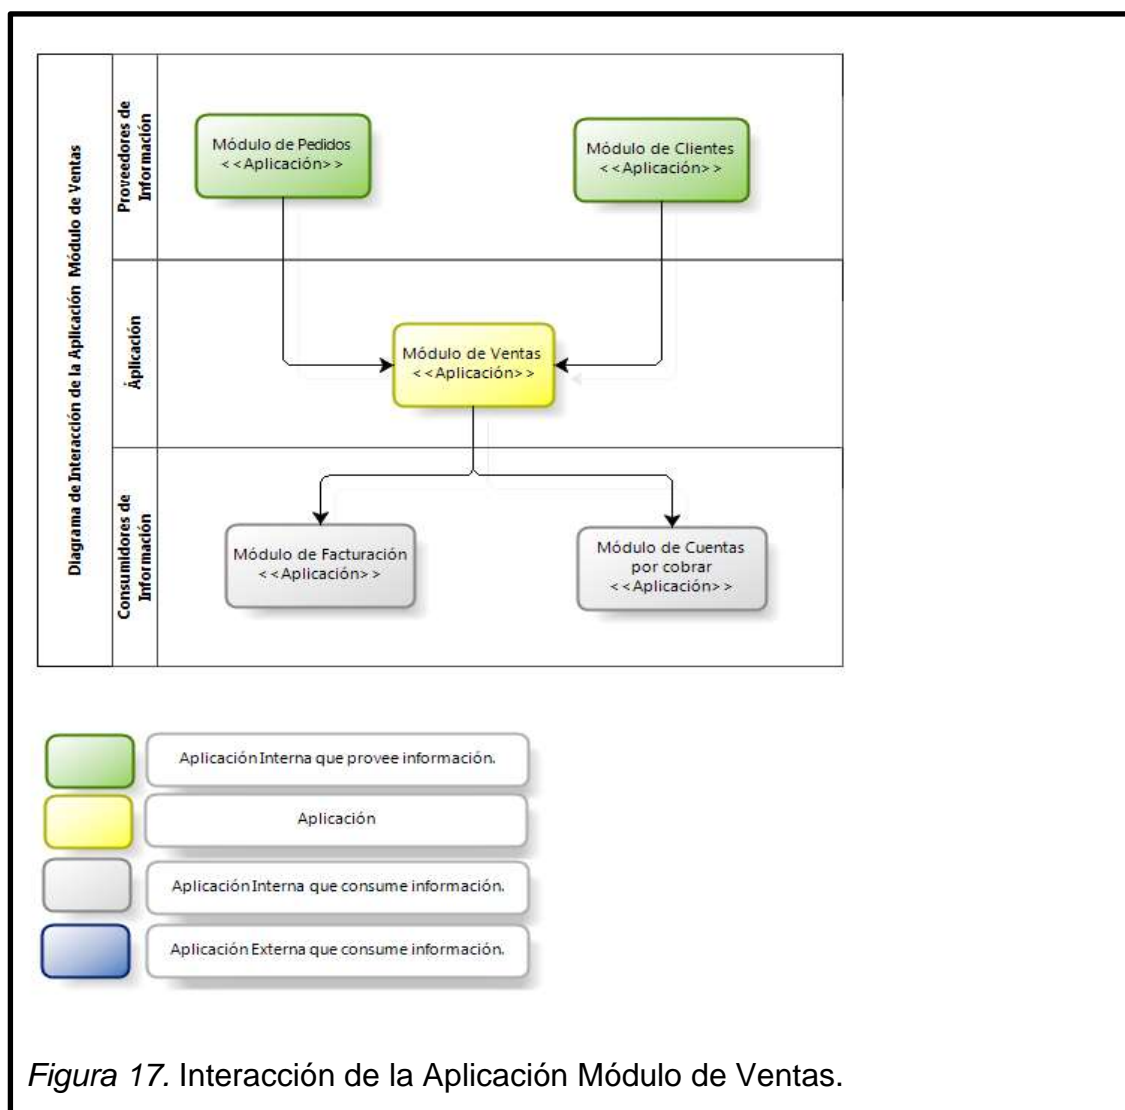 Diagrama de Interacción de la Aplicación Módulo de Ventas
Proveedores de
Información
Módulo de Pedidos
<<Aplicación>>
Módulo de Clientes
<<Aplicación>>
Áplicación
Módulo de Ventas
<<Aplicación>>
Consumidores de
Información
Módulo de Facturación
<<Aplicación>>
Módulo de Cuentas
por cobrar
<<Aplicación>>
Aplicación Interna que provee información.
Aplicación
Aplicación Interna que consume información.
Aplicación Externa que consume información.
Figura 17. Interacción de la Aplicación Módulo de Ventas.